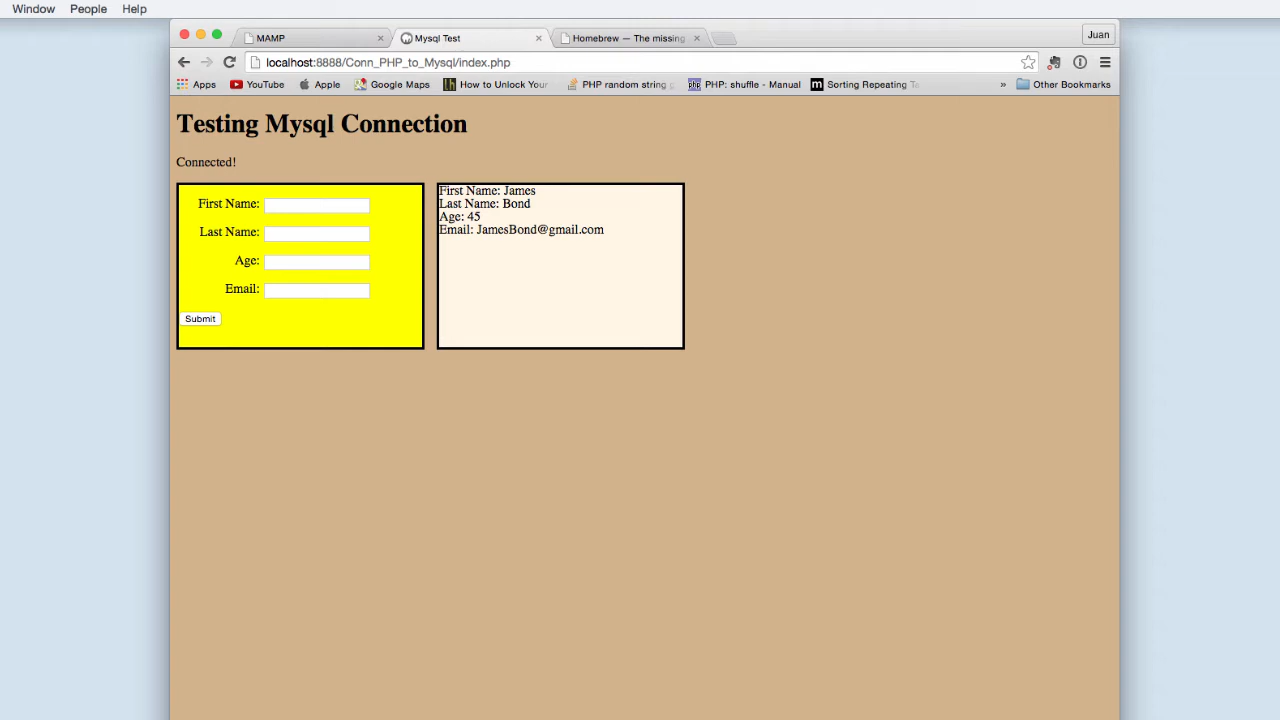 Window People Help
MAMP Mysql Test Homebrew — The missing Juan
localhost:8888/Conn_PHP_to_Mysql/index.php
Apps YouTube Apple Google Maps How to Unlock Your PHP random string PHP: shuffle - Manual Sorting Repeating » Other Bookmarks
Testing Mysql Connection
Connected!
First Name:
Last Name:
Age:
Email:
Submit
First Name: James
Last Name: Bond
Age: 45
Email: JamesBond@gmail.com